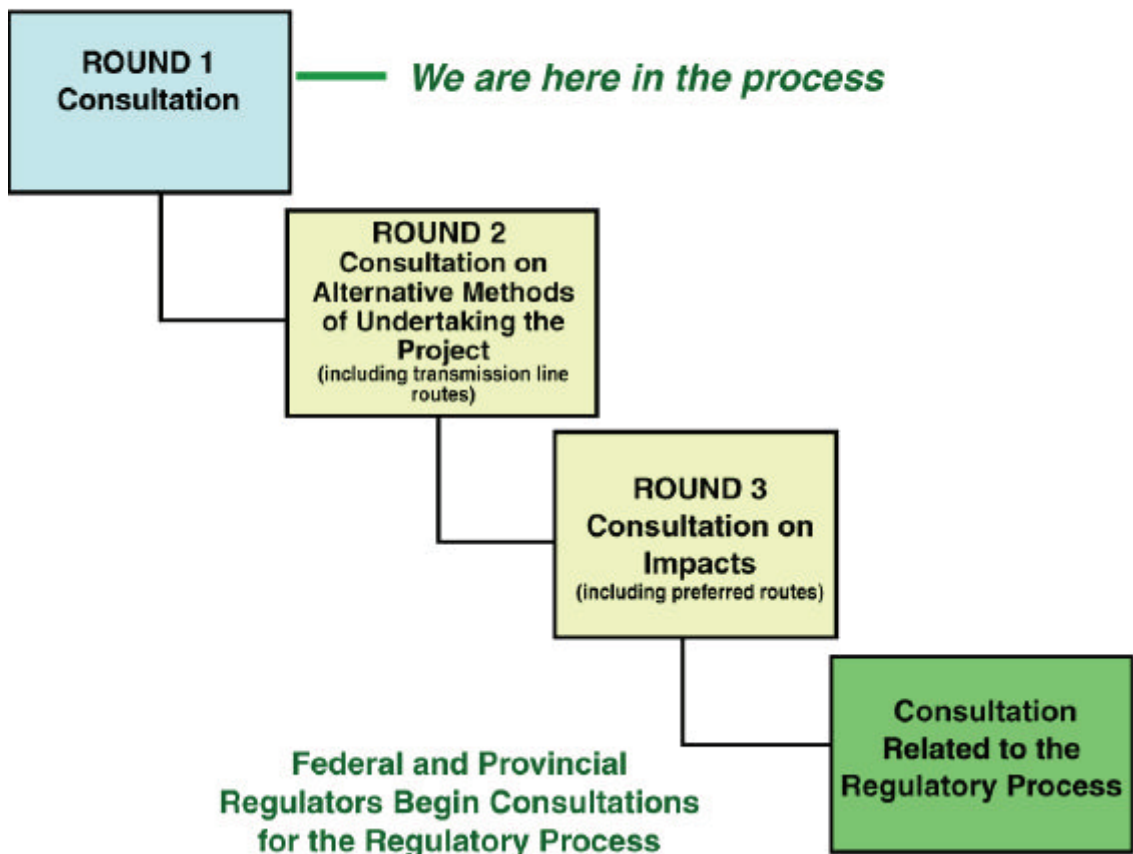 ROUND 1
Consultation
We are here in the process
ROUND 2
Consultation on
Alternative Methods
of Undertaking the
Project
(including transmission line
routes)
ROUND 3
Consultation on
Impacts
(including preferred routes)
Consultation
Related to the
Regulatory Process
Federal and Provincial
Regulators Begin Consultations
for the Regulatory Process